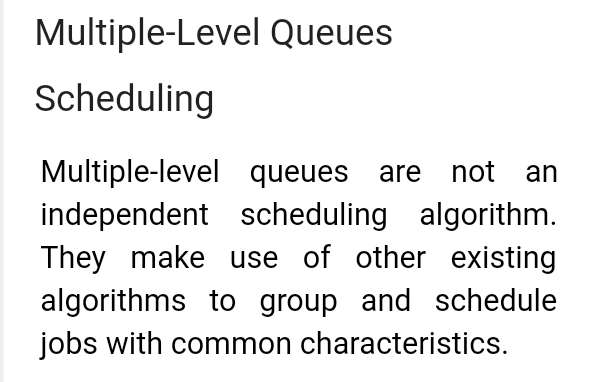 Multiple-Level Queues
Scheduling
Multiple-level queues are not an
independent scheduling algorithm.
They make use of other existing
algorithms to group and schedule
jobs with common characteristics.